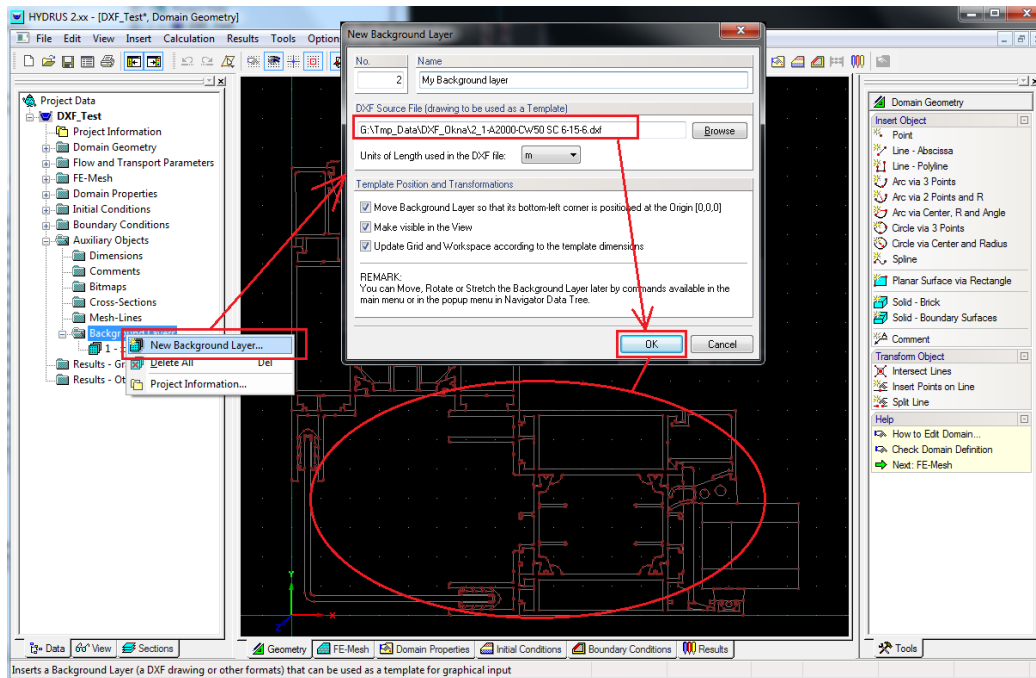 HYDRUS 2.xx - [DXF_Test*, Domain Geometry]
File Edit View Insert Calculation Results Tools Option
New Background Layer
No.
Name
2
My Background layer
DXF Source File (drawing to be used as a Template)
G:\Tmp_Data\DXF_Okna\2_1-A2000-CW50 SC 6-15-6.dxf
Browse
Units of Length used in the DXF file:
m
Template Position and Transformations
Move Background Layer so that its bottom-left corner is positioned at the Origin [0,0,0]
Make visible in the View
Update Grid and Workspace according to the template dimensions
REMARK:
You can Move, Rotate or Stretch the Background Layer later by commands available in the
main menu or in the popup menu in Navigator Data Tree.
OK
Cancel
Project Data
DXF_Test
Project Information
Domain Geometry
Flow and Transport Parameters
FE-Mesh
Domain Properties
Initial Conditions
Boundary Conditions
Auxiliary Objects
Dimensions
Comments
Bitmaps
Cross-Sections
Mesh-Lines
Background Layer
1 -
Results - Gr
Results - Ot
New Background Layer...
Delete All Del
Project Information...
Domain Geometry
Insert Object
Point
Line - Abscissa
Line - Polyline
Arc via 3 Points
Arc via 2 Points and R
Arc via Center, R and Angle
Circle via 3 Points
Circle via Center and Radius
Spline
Planar Surface via Rectangle
Solid - Brick
Solid - Boundary Surfaces
Comment
Transform Object
Intersect Lines
Insert Points on Line
Split Line
Help
How to Edit Domain...
Check Domain Definition
Next: FE-Mesh
Y
X
Z
Data View Sections
Geometry FE-Mesh Domain Properties Initial Conditions Boundary Conditions Results
Tools
Inserts a Background Layer (a DXF drawing or other formats) that can be used as a template for graphical input